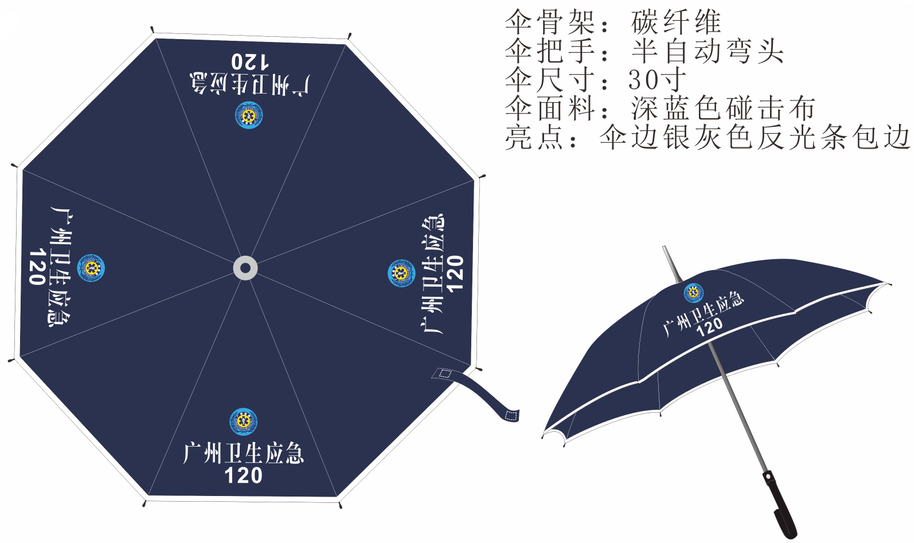 伞骨架：碳纤维
伞把手：半自动弯头
伞尺寸：30寸
伞面料：深蓝色碰击布
亮点：伞边银灰色反光条包边
广州卫生应急
120
广州卫生应急
120
广州卫生应急
120
广州卫生应急
120
广州卫生应急
120